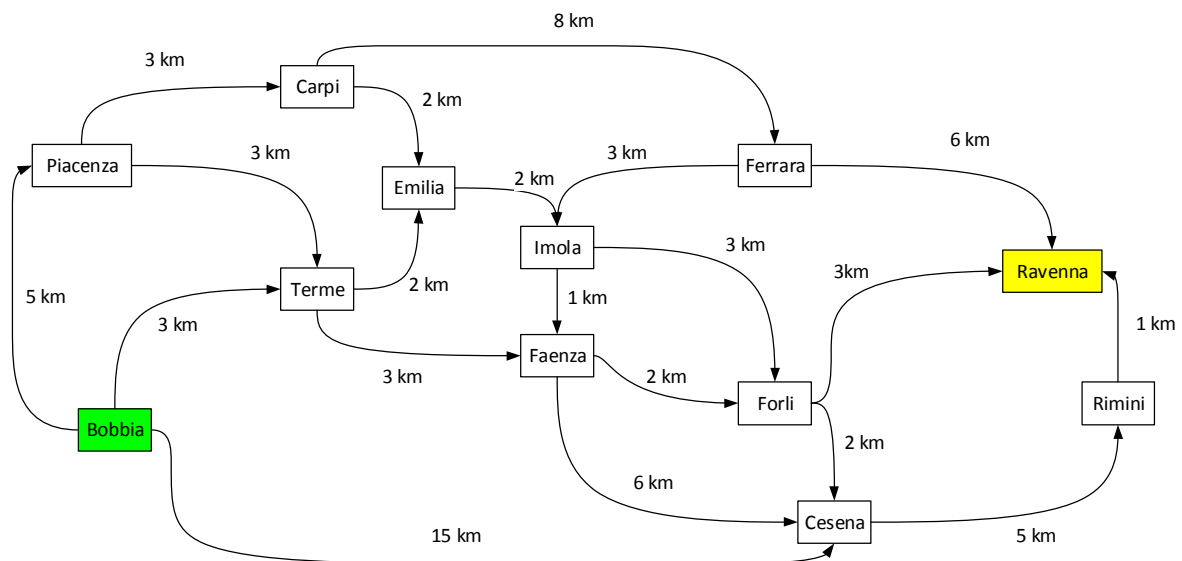 8 km
3 km
Carpi
2 km
3 km
3 km
6 km
Piacenza
Ferrara
Emilia
2 km
Imola
3 km
Ravenna
3km
Terme
2 km
5 km
3 km
1 km
1 km
Faenza
3 km
2 km
Forli
Rimini
Bobbia
2 km
6 km
Cesena
15 km
5 km